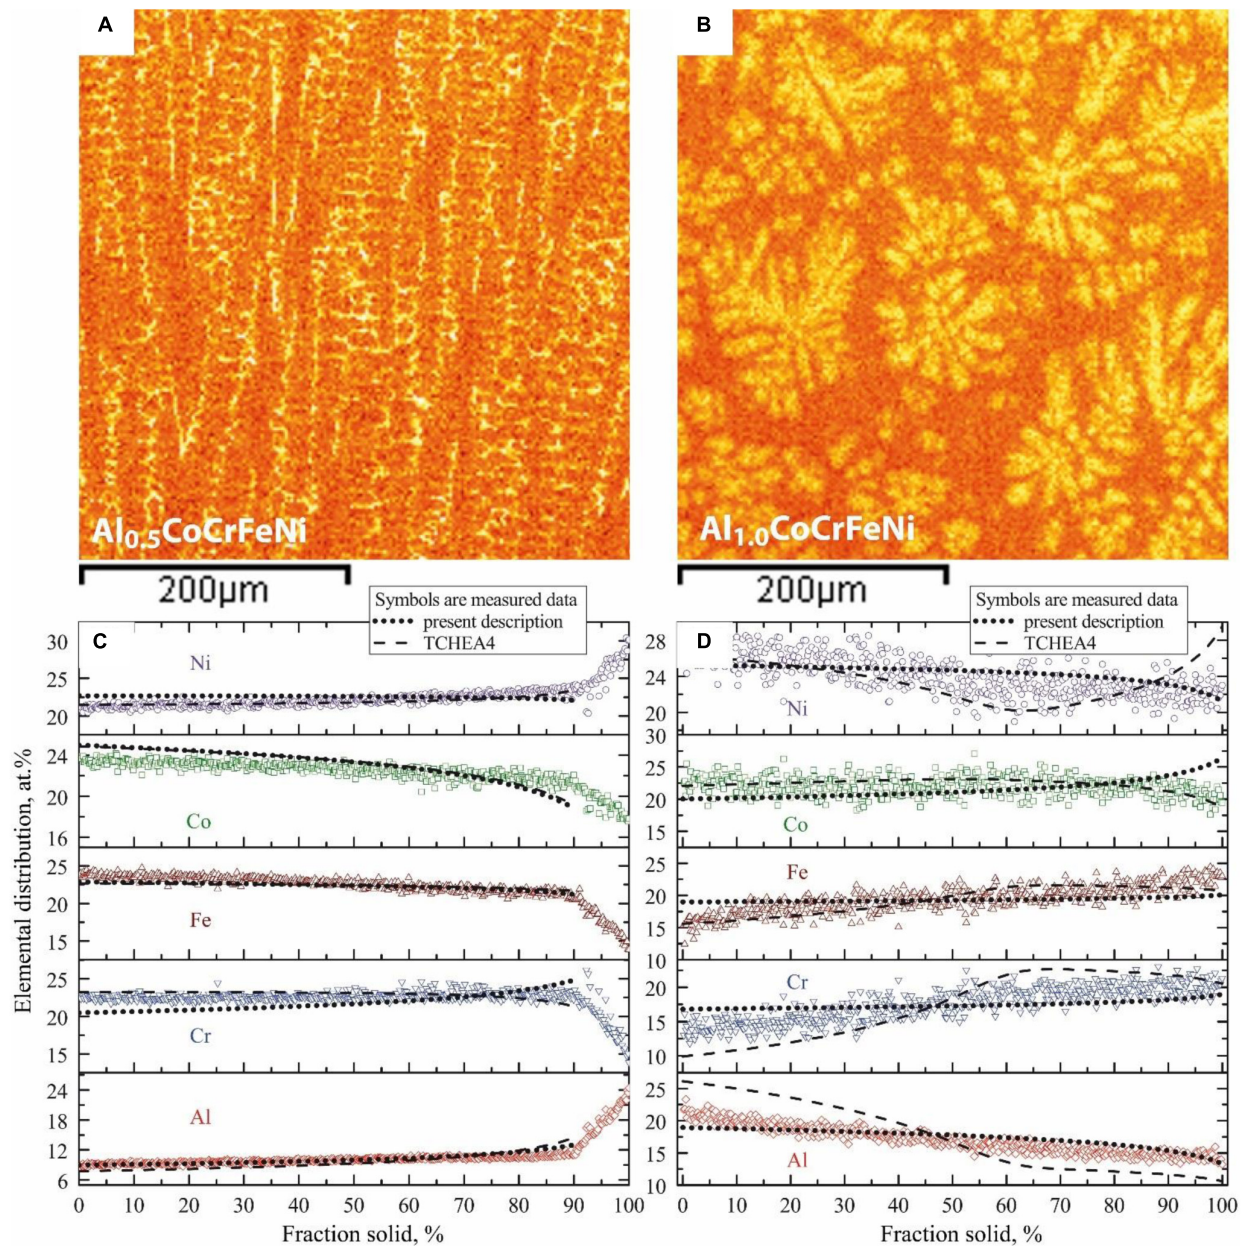 A
B
Al0.5CoCrFeNi
Al1.0CoCrFeNi
200µm
200µm
Symbols are measured data
present description
TCHEA4
Symbols are measured data
present description
TCHEA4
C
D
Elemental distribution, at.%
30
25
20
Ni
24
20
16
Co
25
20
15
Fe
25
20
15
Cr
24
18
12
6
Al
0 10 20 30 40 50 60 70 80 90 100
Fraction solid, %
28
24
20
Ni
30
25
20
15
Co
25
20
15
10
Fe
20
15
10
Cr
25
20
15
10
Al
0 10 20 30 40 50 60 70 80 90 100
Fraction solid, %